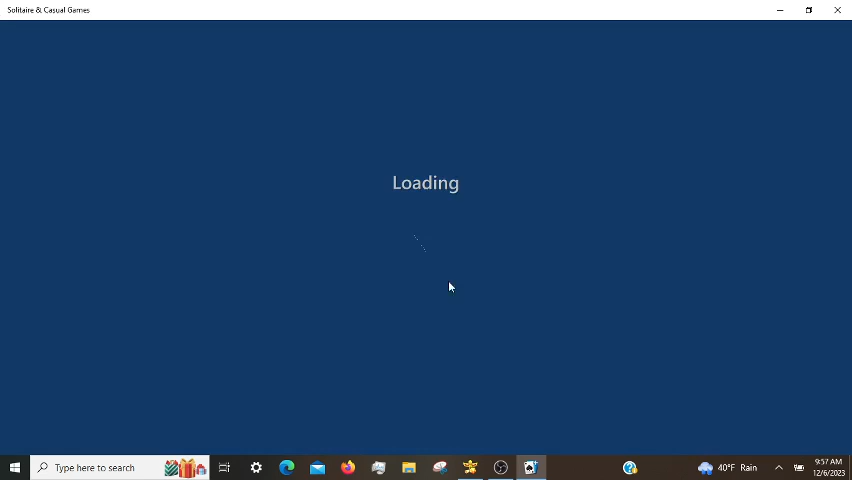 Solitaire & Casual Games
Loading
Type here to search
40°F Rain
9:57 AM
12/6/2023